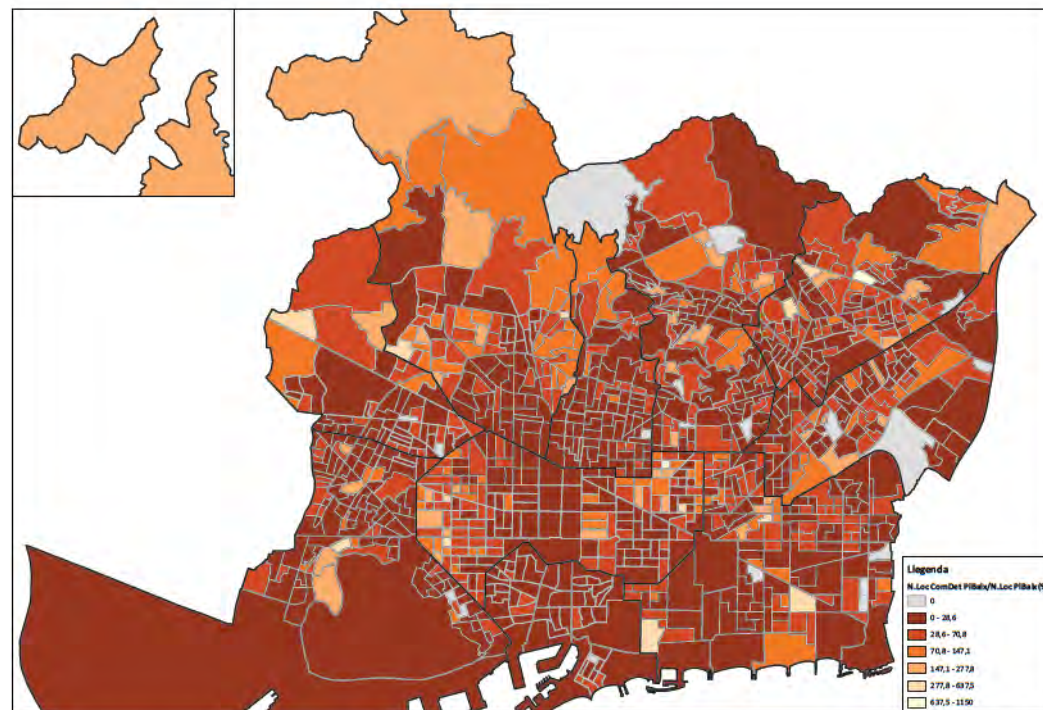 Llegenda
N.Loc ComDet PlBaix/N.Loc PlBaix(%
0
0 - 28,6
28,6 - 70,8
70,8 - 147,1
147,1 - 277,8
277,8 - 637,5
637,5 - 1150